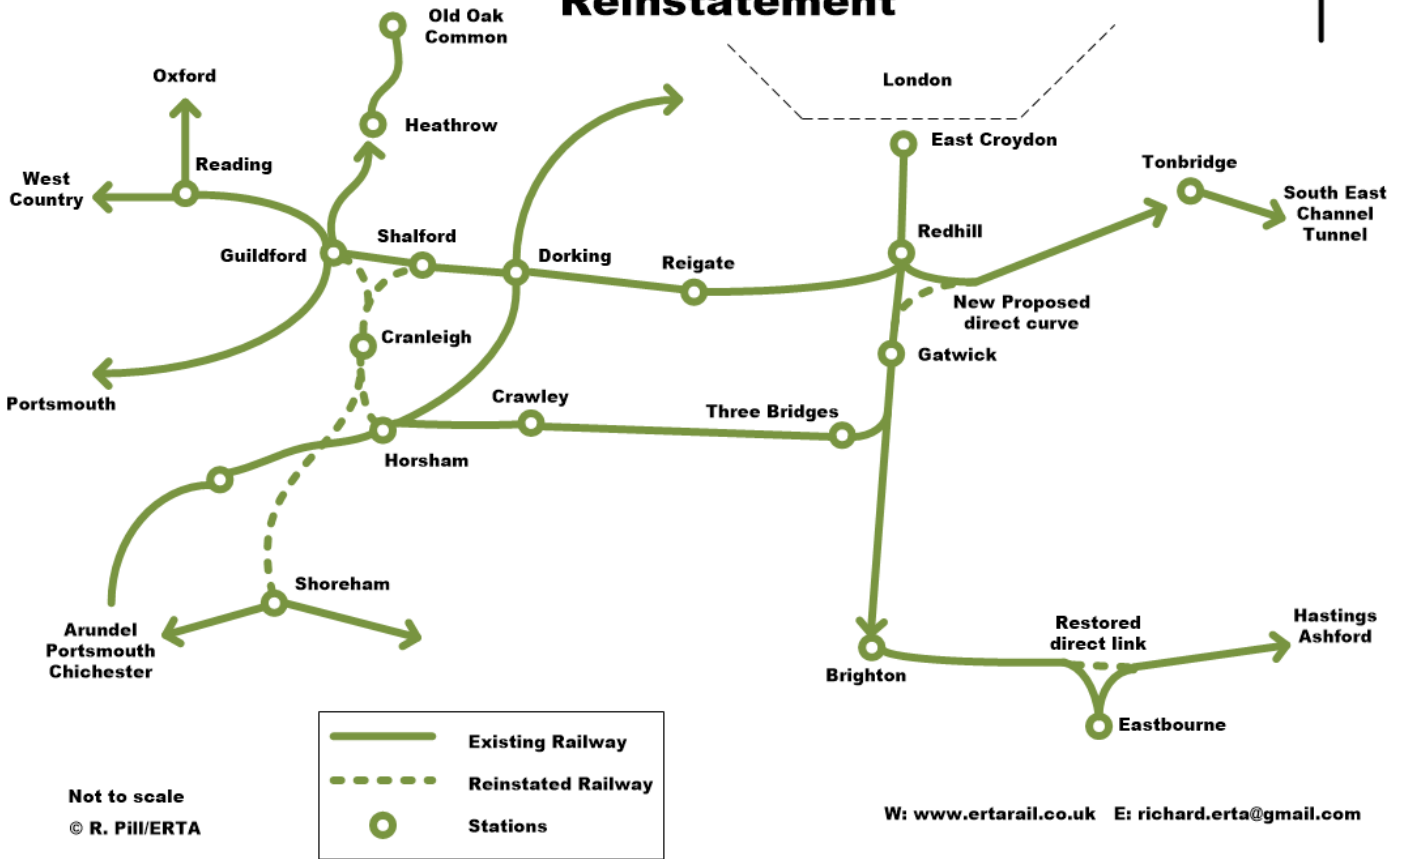 Reinstatement
Old Oak
Common
Oxford
London
Heathrow
East Croydon
Reading
Tonbridge
West
Country
South East
Channel
Tunnel
Shalford
Redhill
Guildford
Dorking
Reigate
New Proposed
direct curve
Cranleigh
Gatwick
Portsmouth
Crawley
Three Bridges
Horsham
Shoreham
Arundel
Portsmouth
Chichester
Restored
direct link
Hastings
Ashford
Brighton
Eastbourne
Existing Railway
Reinstated Railway
Stations
Not to scale
© R. Pill/ERTA
W: www.ertarail.co.uk E: richard.erta@gmail.com